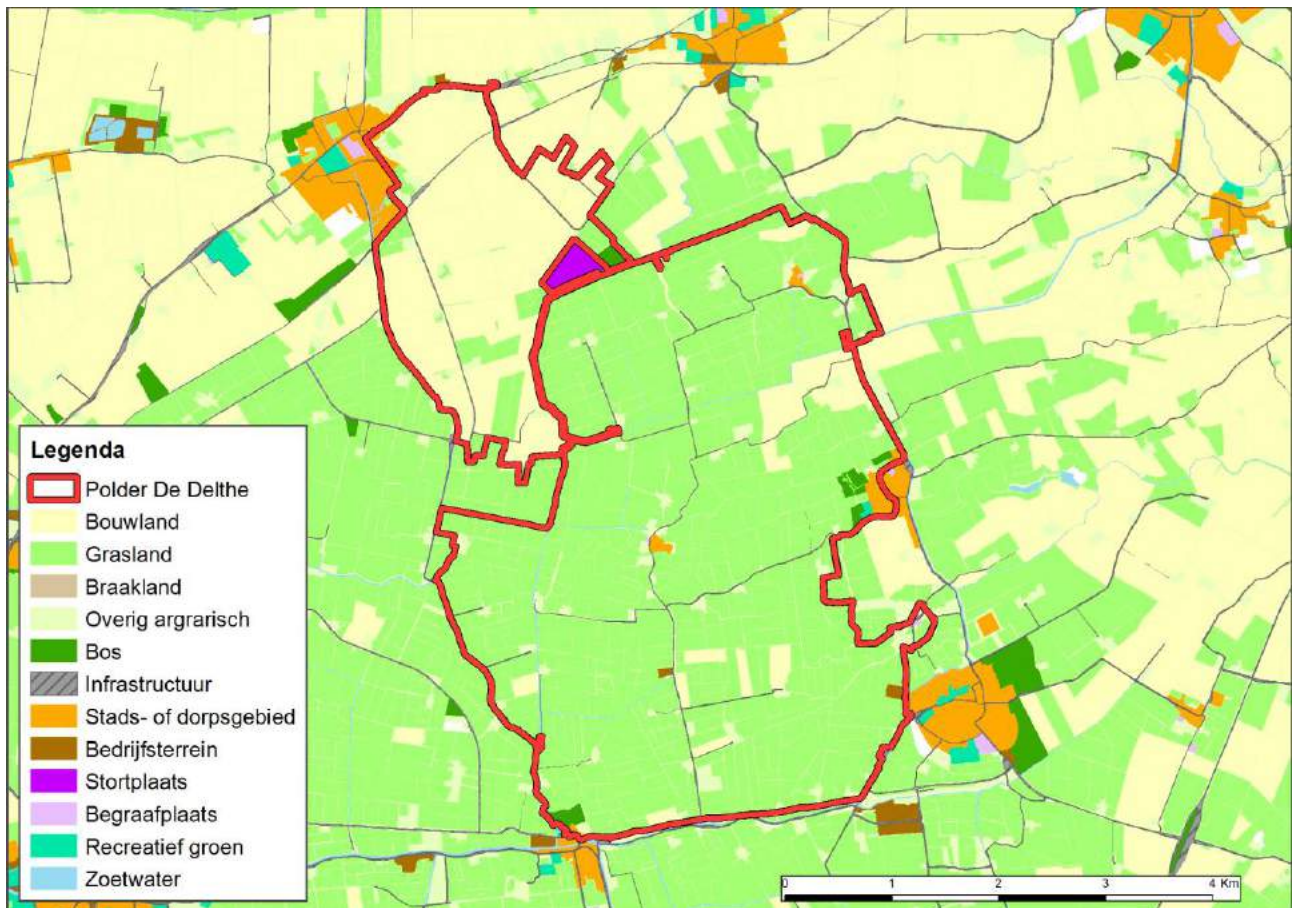 Legenda
Polder De Delthe
Bouwland
Grasland
Braakland
Overig argrarisch
Bos
Infrastructuur
Stads- of dorpsgebied
Bedrijfsterrein
Stortplaats
Begraafplaats
Recreatief groen
Zoetwater
0 1 2 3 4 Km